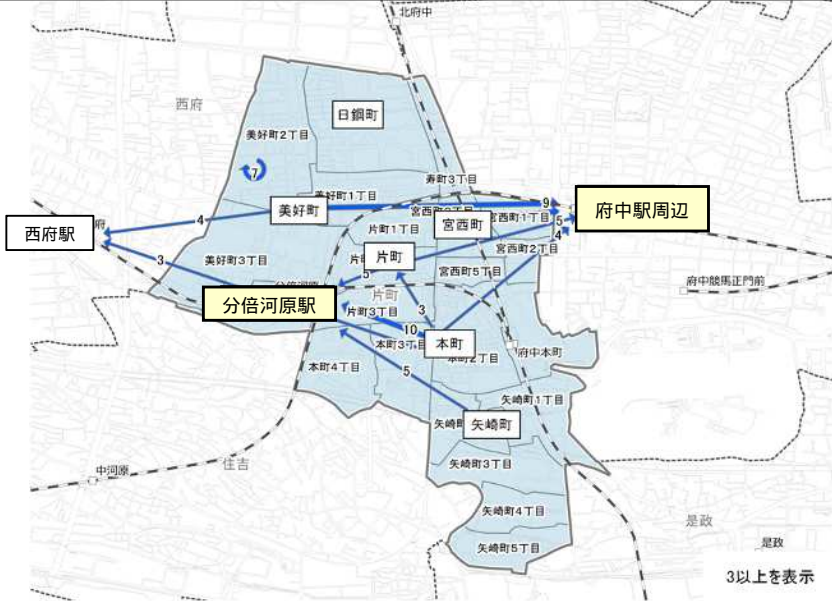 北府中
西府
日鋼町
美好町2丁目
7
寿町3丁目
美好町1丁目
美好町
9
府中駅周辺
4
宮西町1丁目
宮西町
5
府
西府駅
片町1丁目
4
宮西町2丁目
片町
3
美好町3丁目
5
宮西町5丁目
府中競馬正門前
分倍河原駅
片町
片町3丁目
3
10
本町
本町3丁目
本町2丁目
府中本町
本町4丁目
5
矢崎町1丁目
矢崎町
住吉
中河原
矢崎町3丁目
矢崎町4丁目
是政
矢崎町5丁目
是政
3以上を表示